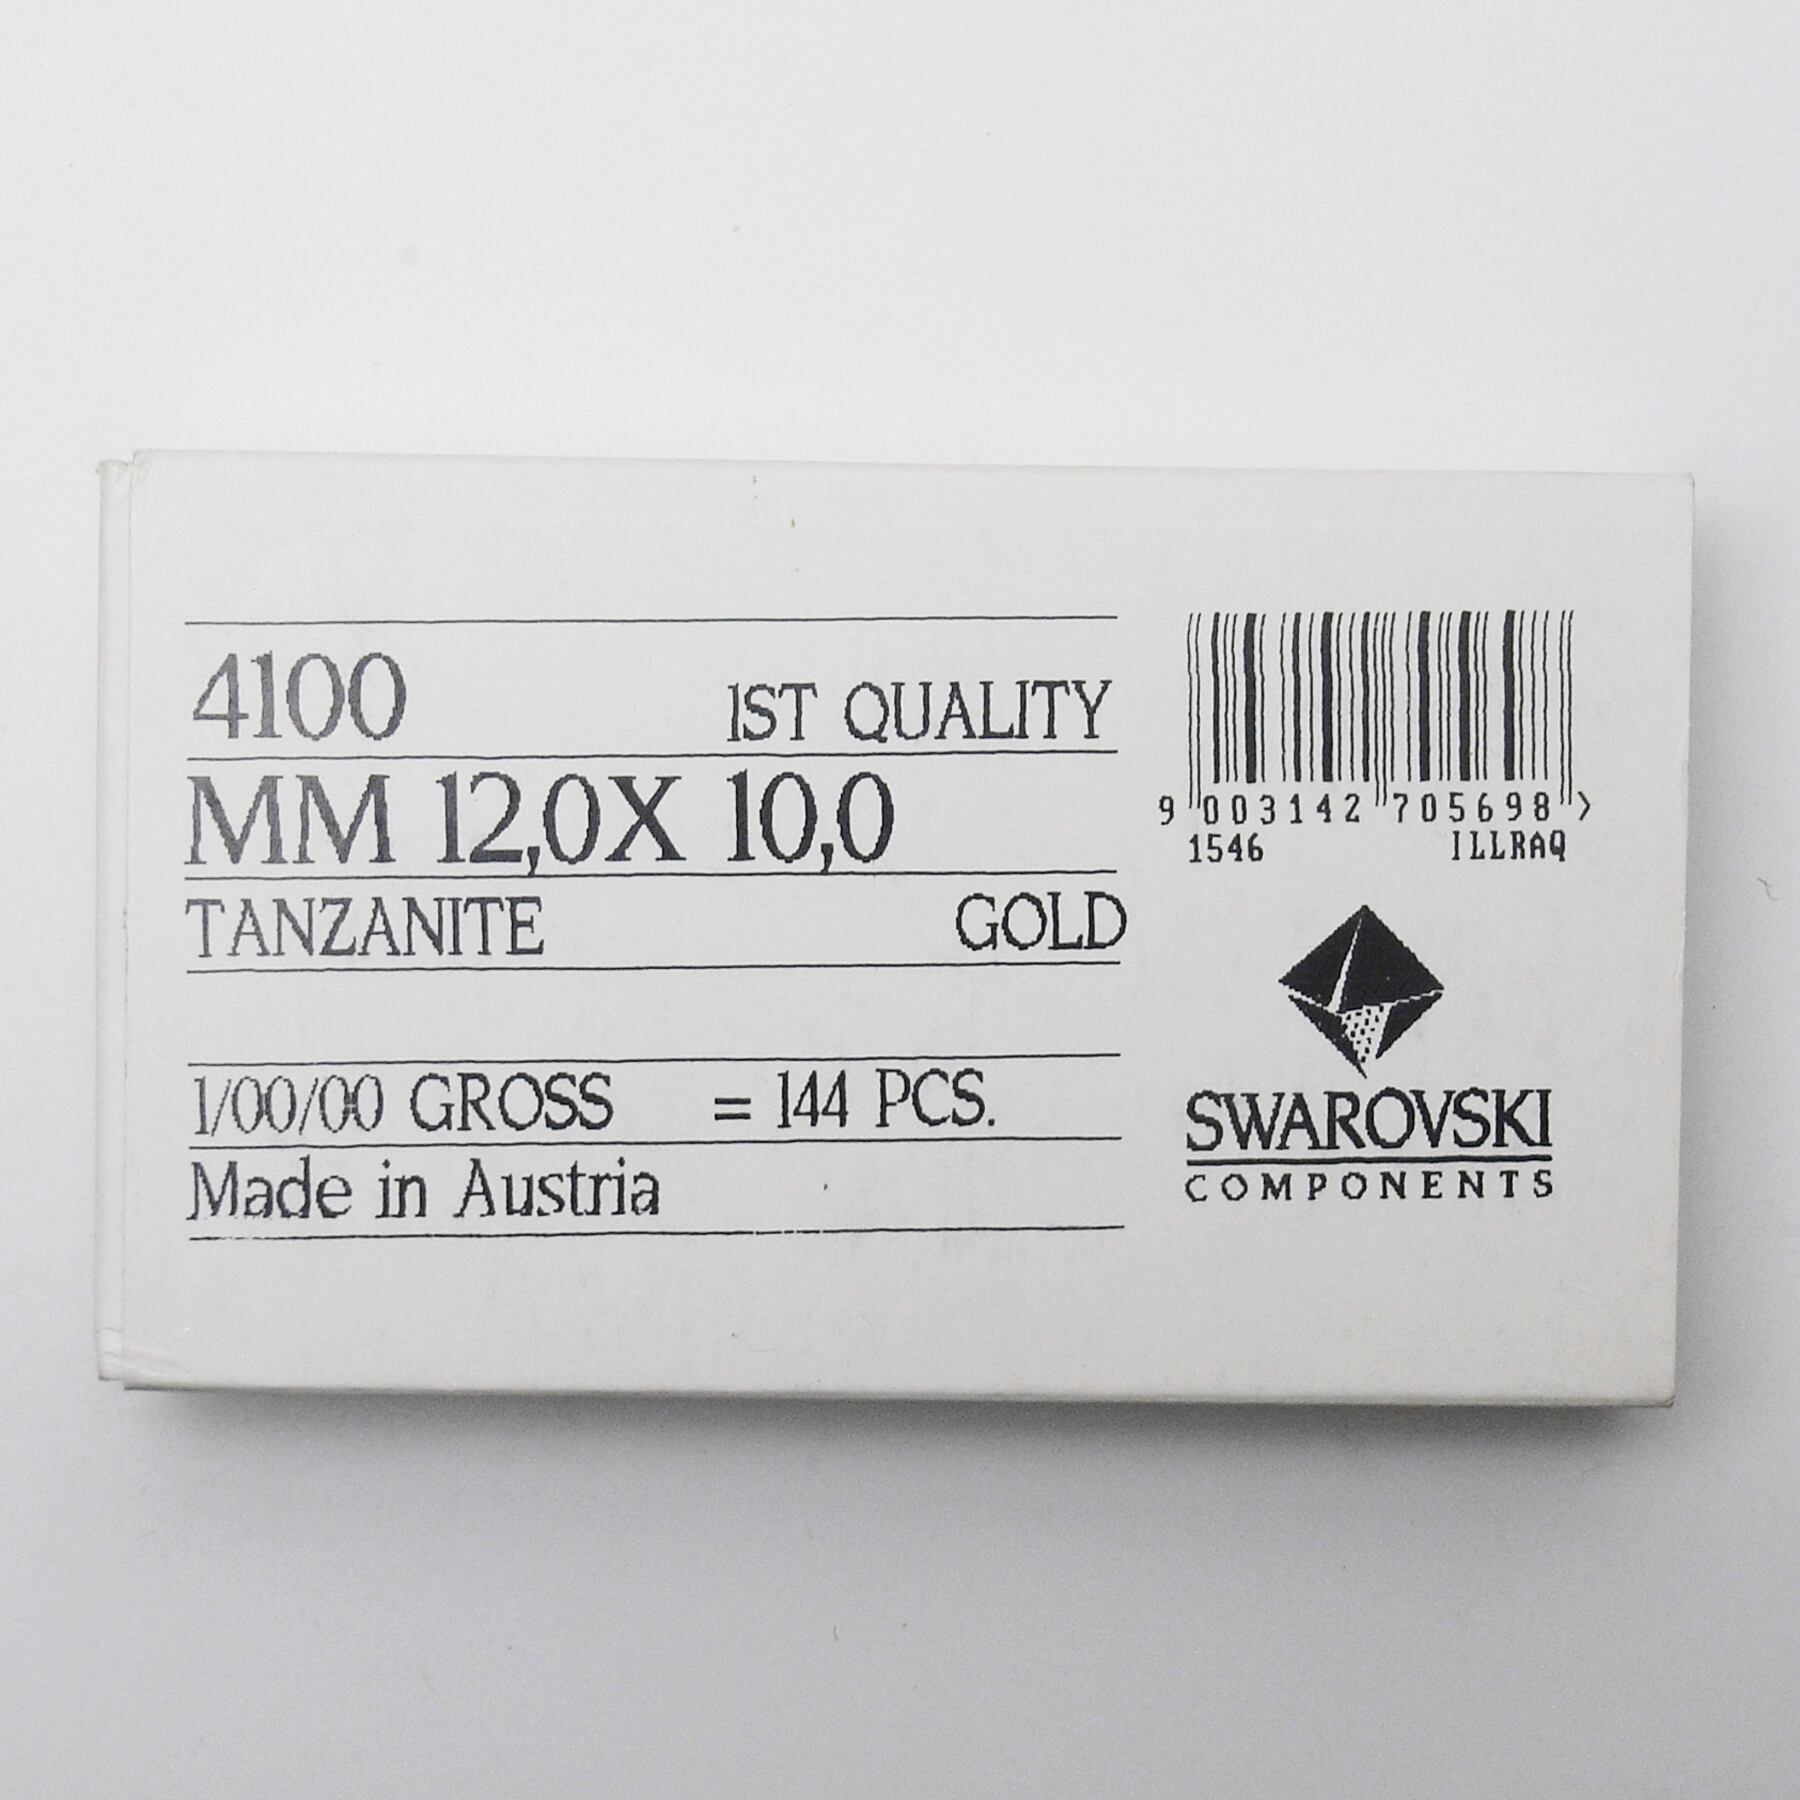 4100 1ST QUALITY
MM 12,0X 10,0
TANZANITE GOLD
1/00/00 GROSS = 144 PCS.
Made in Austria
9 003142 705698 >
1546 ILLRAQ
SWAROVSKI
COMPONENTS